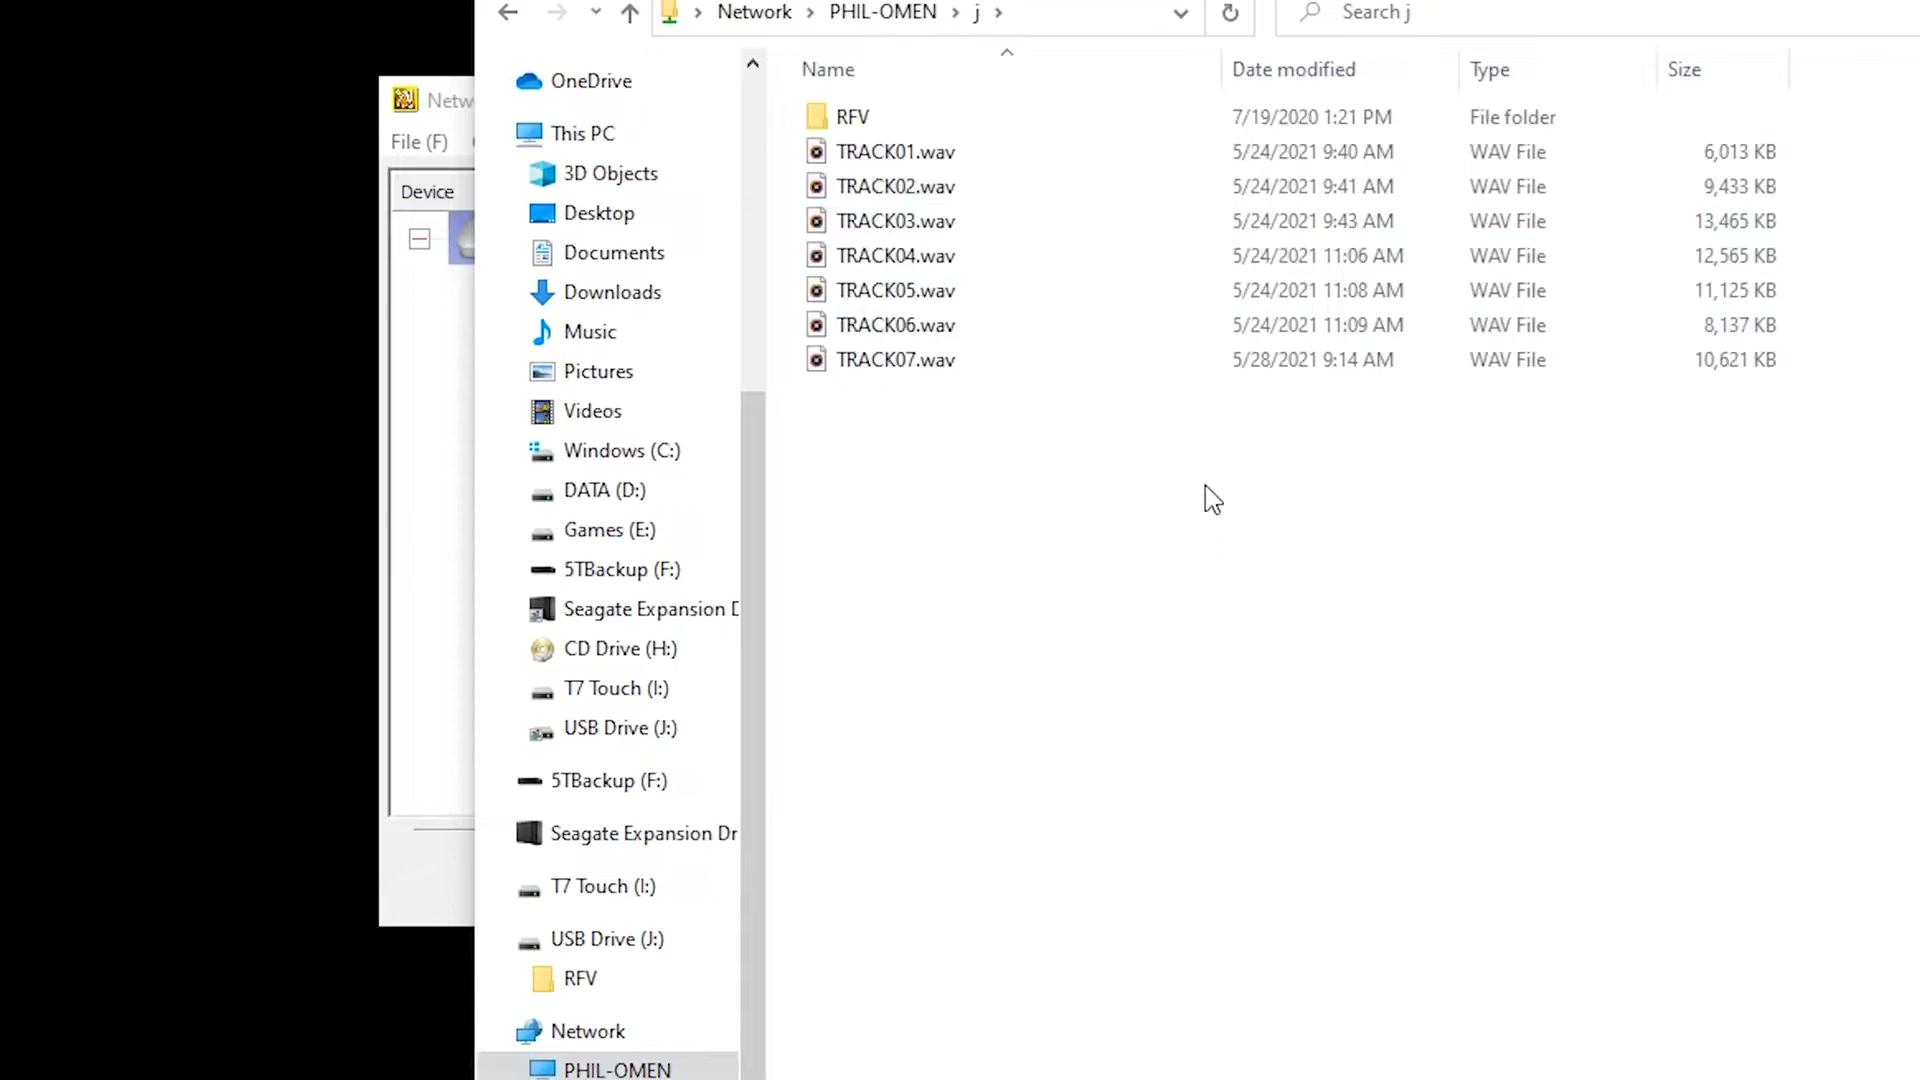 Network > PHIL-OMEN > j >
Search j
Netw
File (F)
Device
OneDrive
This PC
3D Objects
Desktop
Documents
Downloads
Music
Pictures
Videos
Windows (C:)
DATA (D:)
Games (E:)
5TBackup (F:)
Seagate Expansion D
CD Drive (H:)
T7 Touch (I:)
USB Drive (J:)
5TBackup (F:)
Seagate Expansion Dr
T7 Touch (I:)
USB Drive (J:)
RFV
Network
PHIL-OMEN
Name Date modified Type Size
RFV 7/19/2020 1:21 PM File folder
TRACK01.wav 5/24/2021 9:40 AM WAV File 6,013 KB
TRACK02.wav 5/24/2021 9:41 AM WAV File 9,433 KB
TRACK03.wav 5/24/2021 9:43 AM WAV File 13,465 KB
TRACK04.wav 5/24/2021 11:06 AM WAV File 12,565 KB
TRACK05.wav 5/24/2021 11:08 AM WAV File 11,125 KB
TRACK06.wav 5/24/2021 11:09 AM WAV File 8,137 KB
TRACK07.wav 5/28/2021 9:14 AM WAV File 10,621 KB